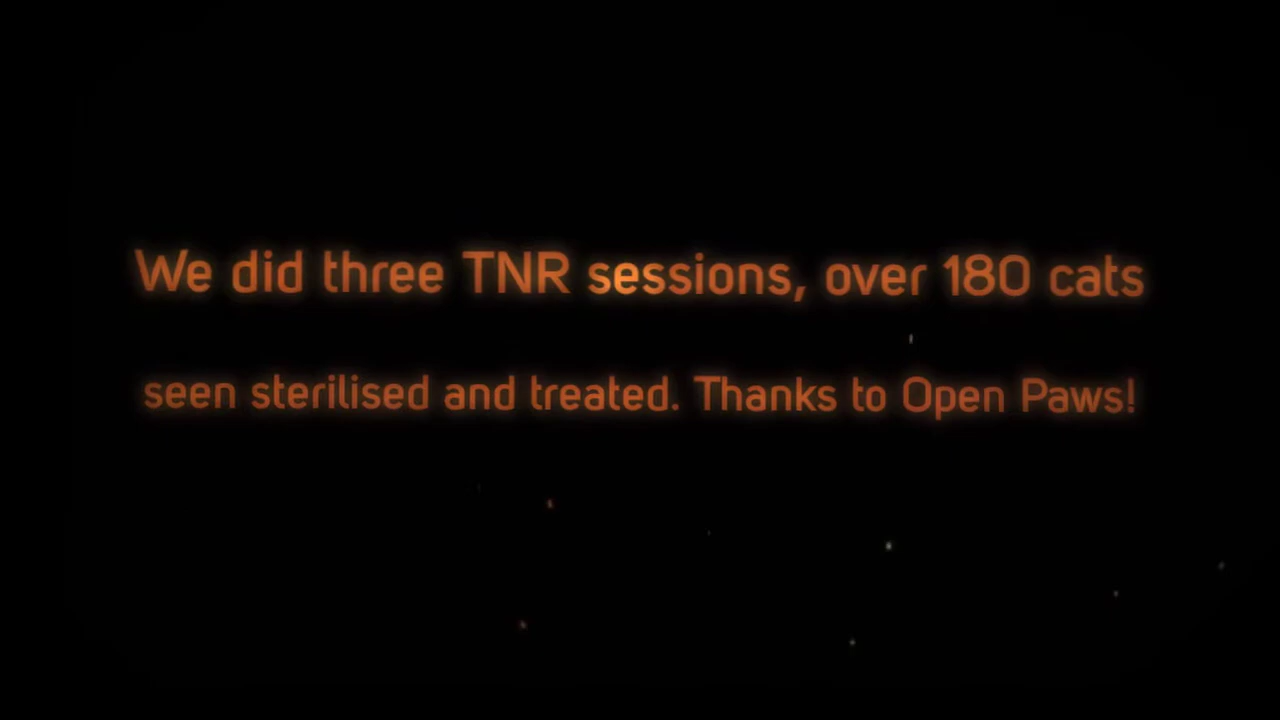 We did three TNR sessions, over 180 cats
seen sterilised and treated. Thanks to Open Paws!